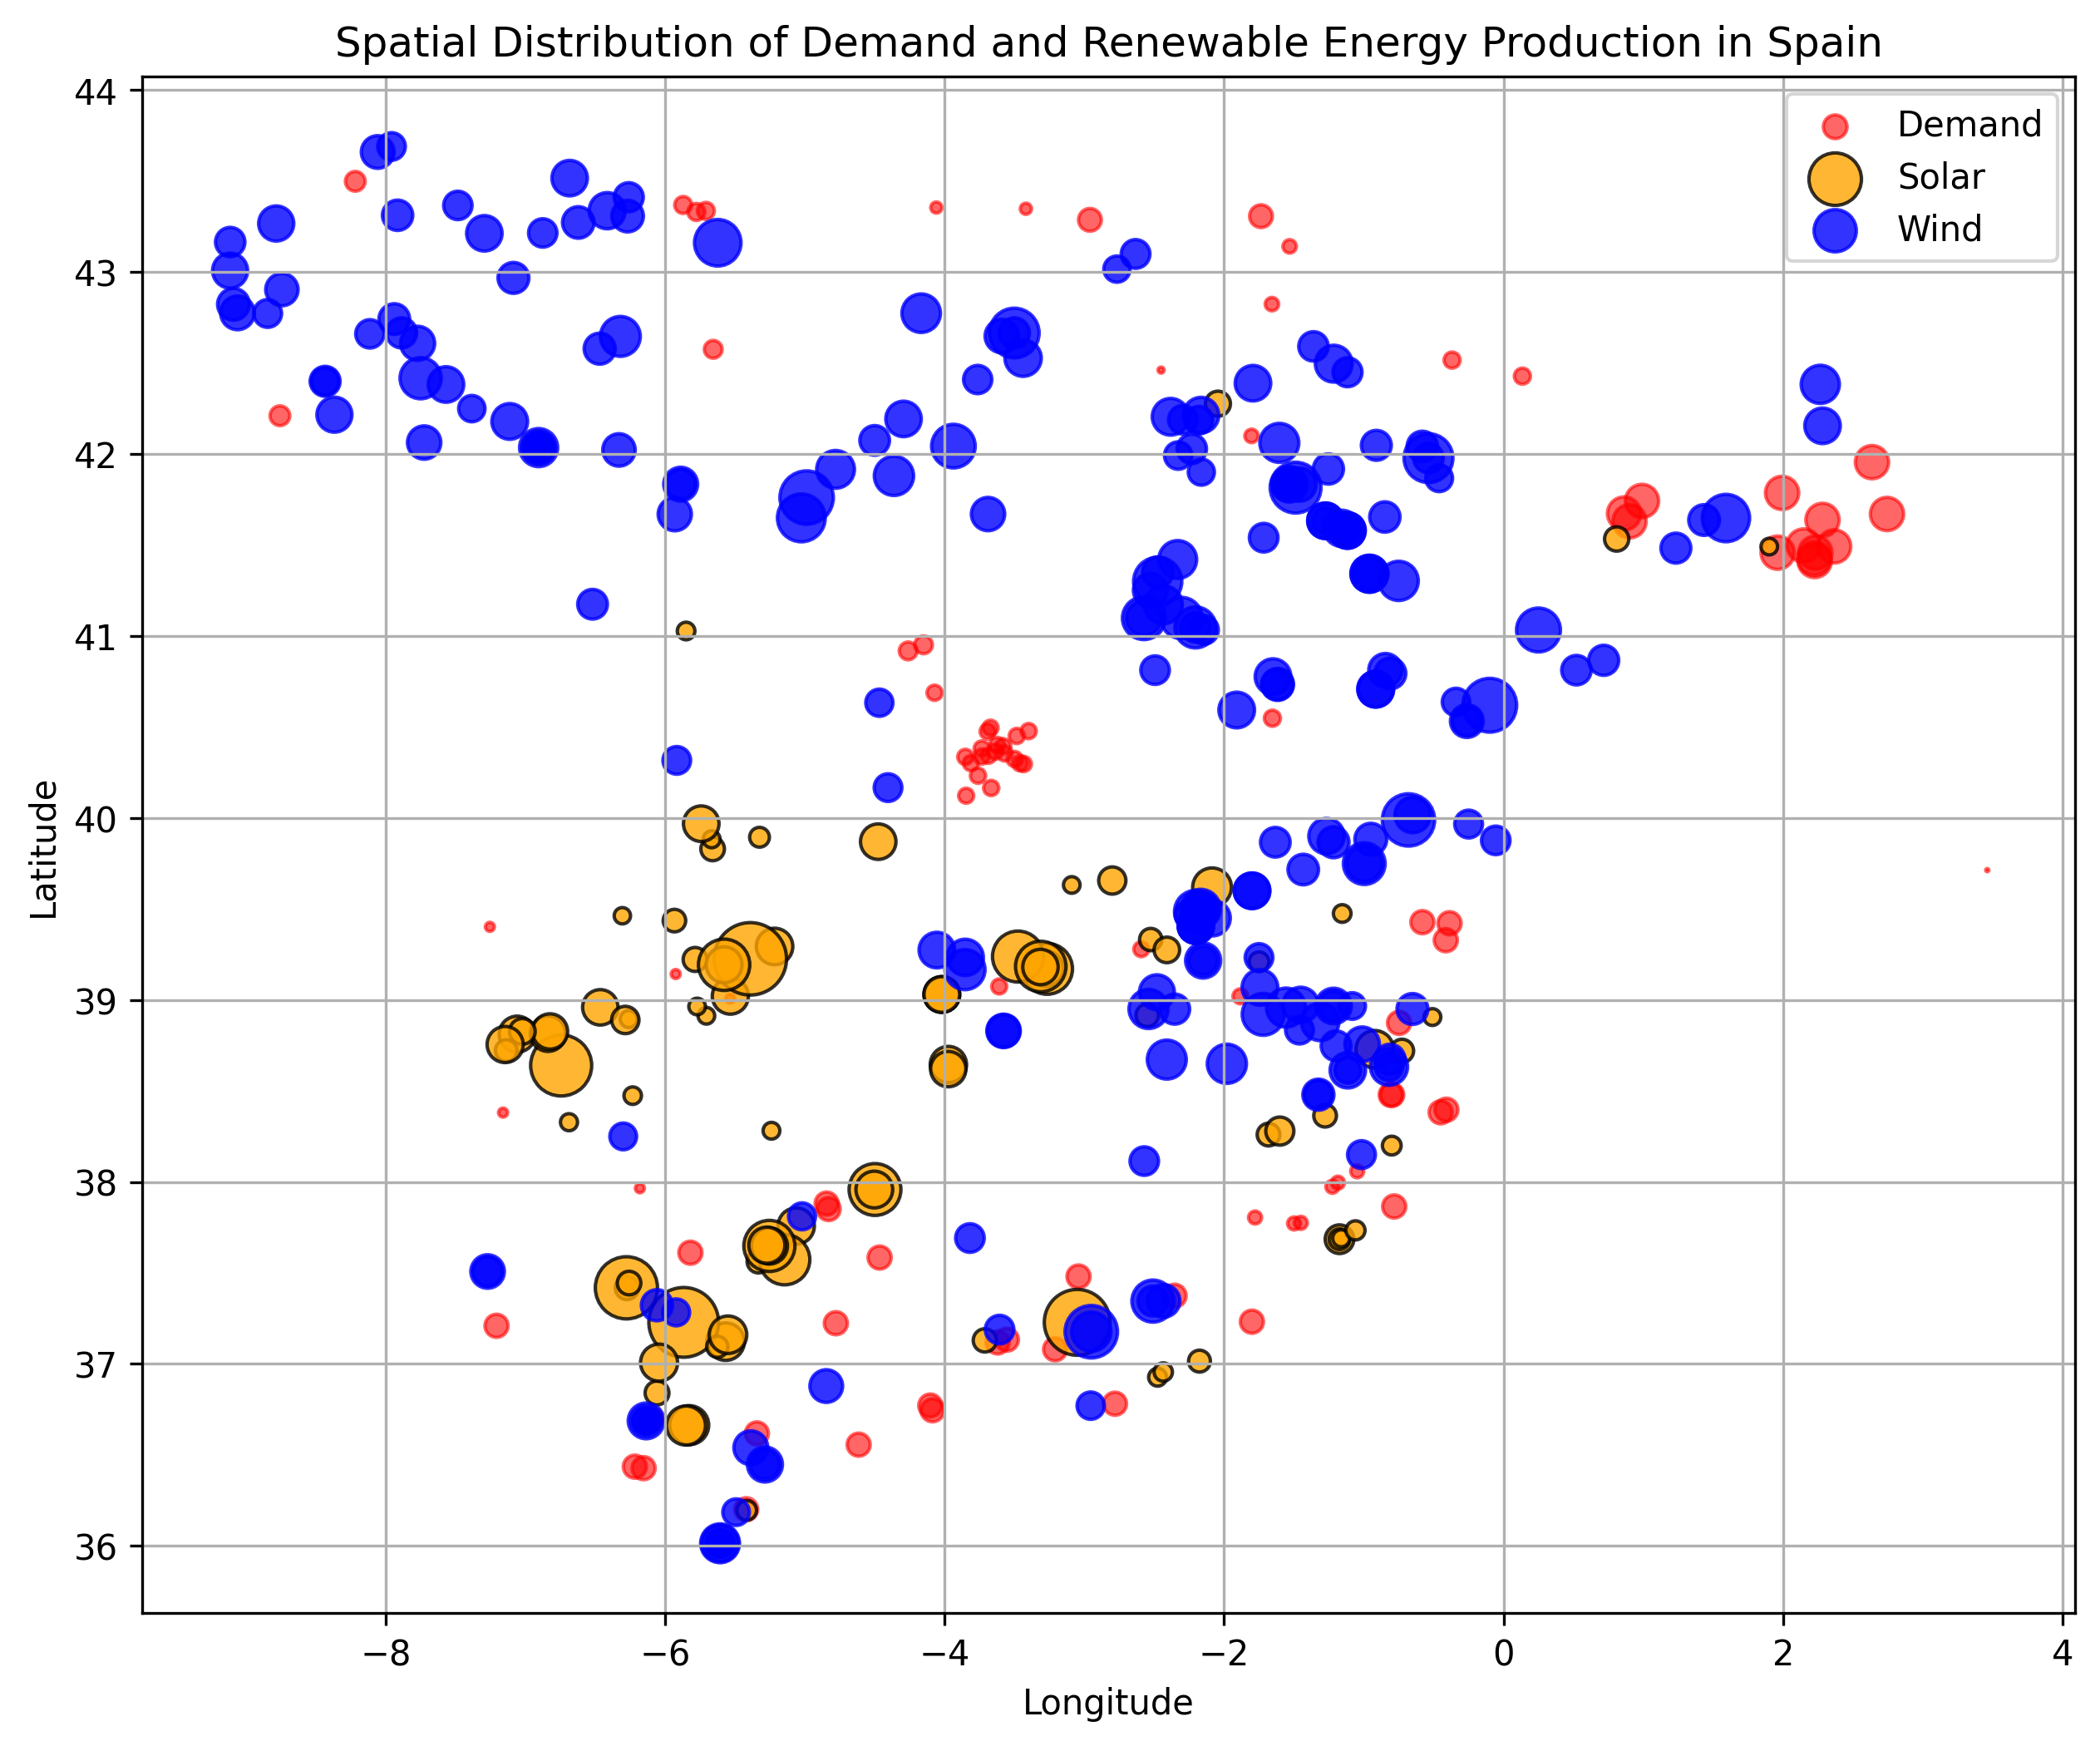 Spatial Distribution of Demand and Renewable Energy Production in Spain
Demand
Solar
Wind
44
43
42
41
40
39
38
37
36
Latitude
−8 −6 −4 −2 0 2 4
Longitude